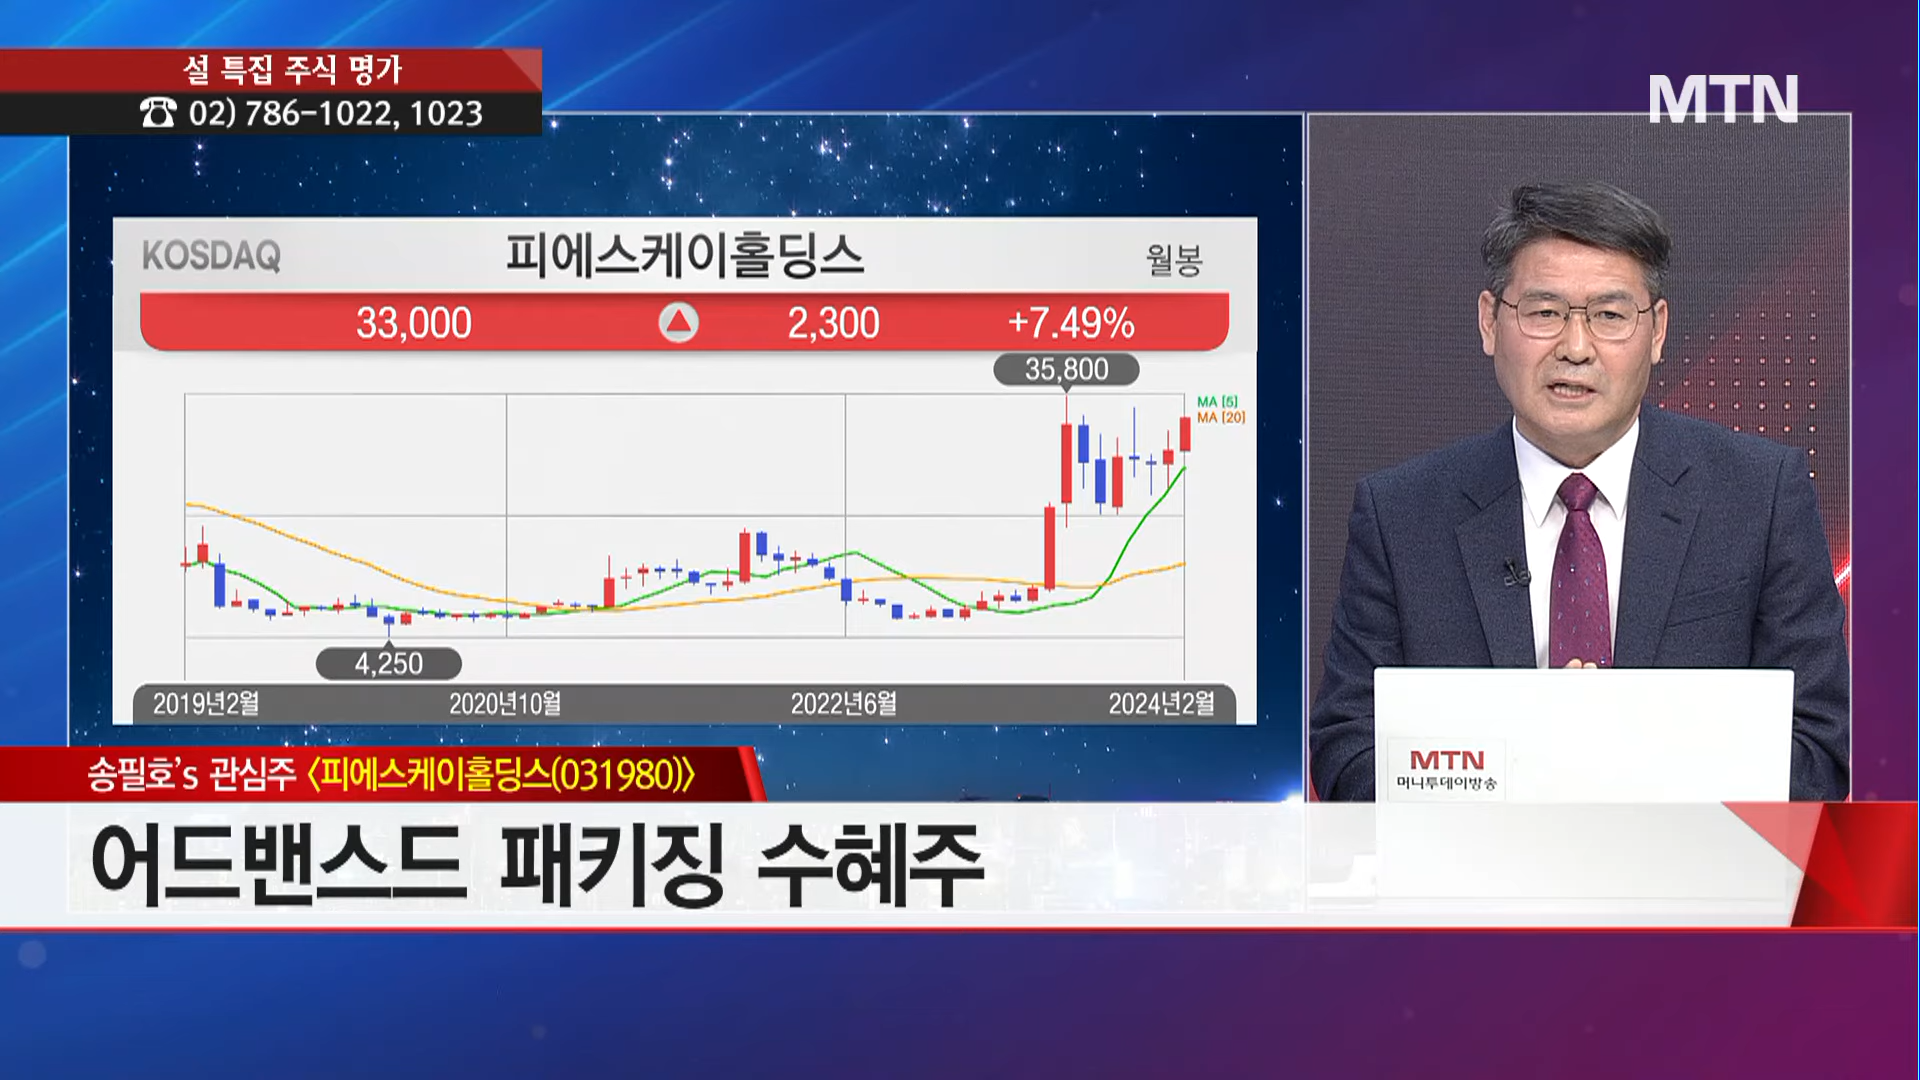 설 특집 주식 명가
☎ 02) 786-1022, 1023
MTN
KOSDAQ 피에스케이홀딩스 월봉
33,000 ▲ 2,300 +7.49%
35,800
MA [5]
MA [20]
4,250
2019년2월 2020년10월 2022년6월 2024년2월
MTN
머니투데이방송
송필호's 관심주 <피에스케이홀딩스(031980)>
어드밴스드 패키징 수혜주